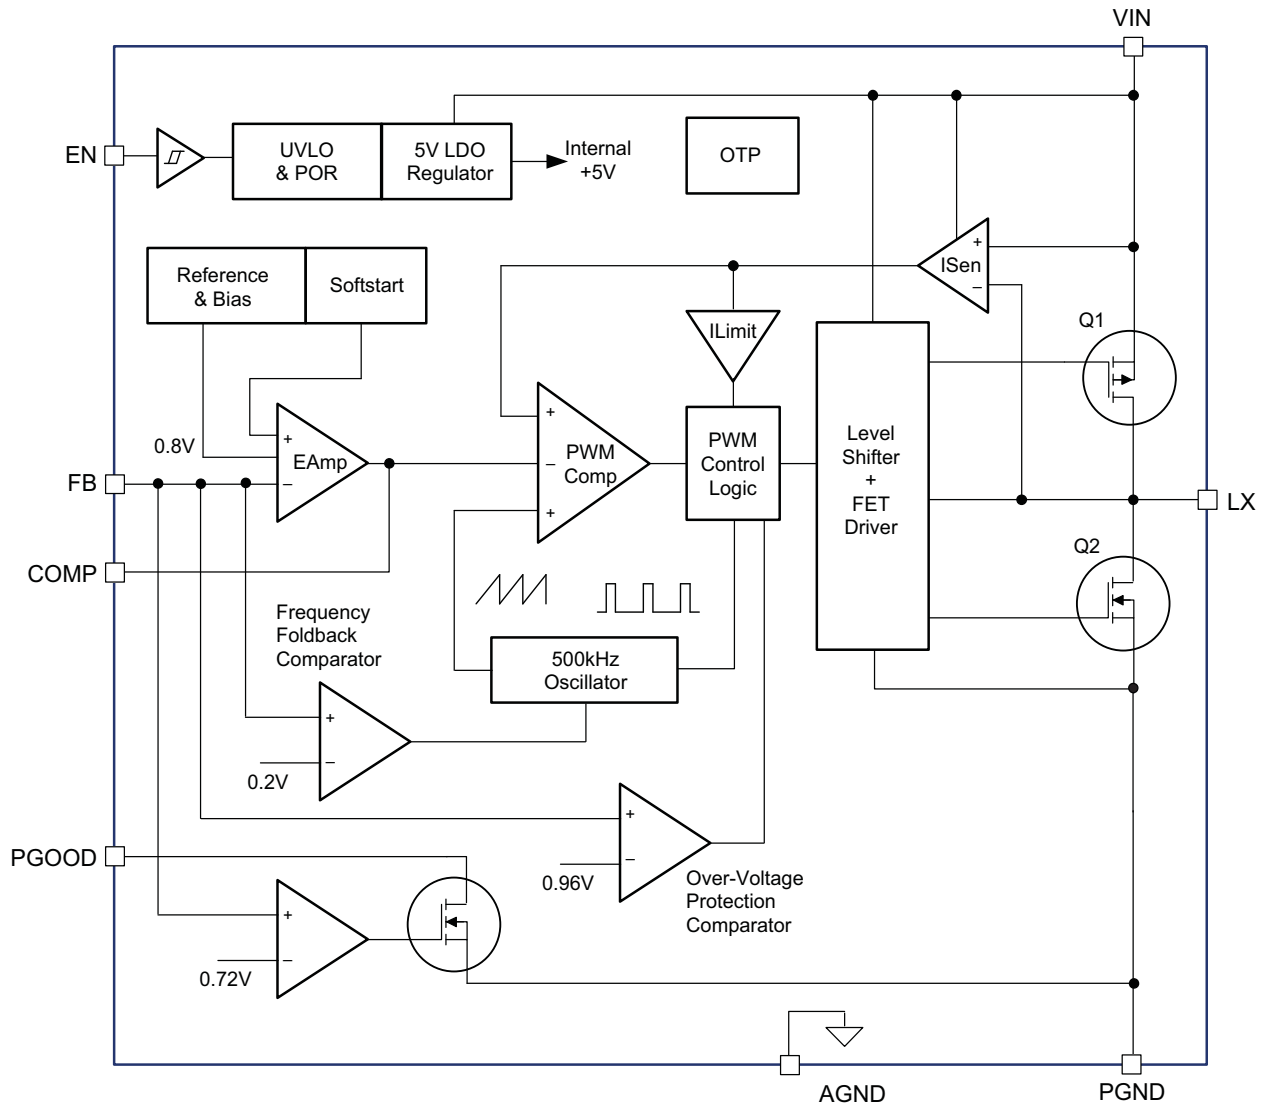 VIN
EN
UVLO
& POR
5V LDO
Regulator
Internal
+5V
OTP
Reference
& Bias
Softstart
+
ISen
–
ILimit
Q1
0.8V
+
EAmp
–
+
–
+
PWM
Comp
PWM
Control
Logic
Level
Shifter
+
FET
Driver
FB
LX
COMP
Q2
Frequency
Foldback
Comparator
500kHz
Oscillator
+
–
0.2V
+
–
0.96V
Over-Voltage
Protection
Comparator
PGOOD
+
–
0.72V
AGND
PGND